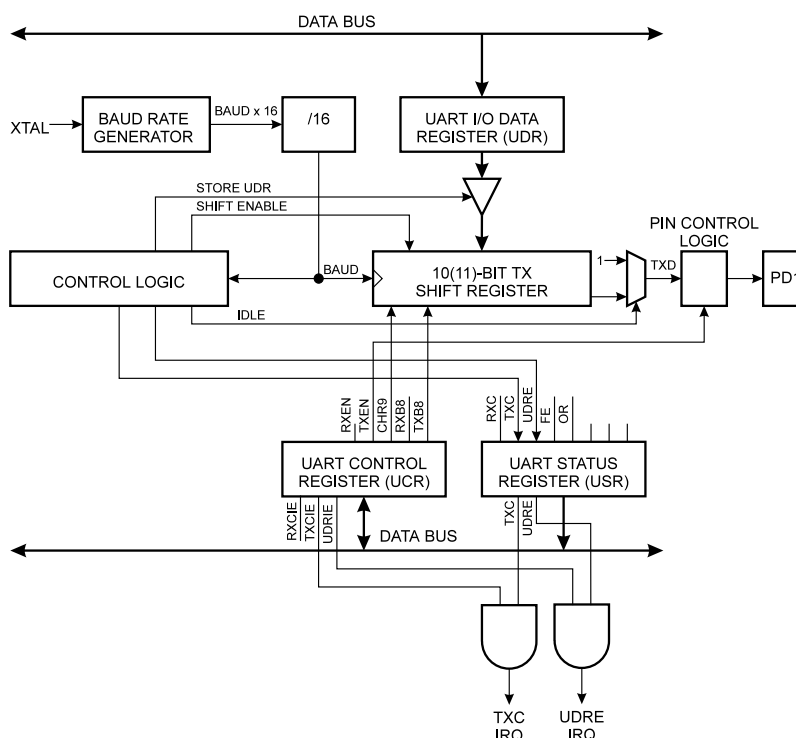 DATA BUS
XTAL
BAUD RATE
GENERATOR
BAUD x 16
/16
UART I/O DATA
REGISTER (UDR)
STORE UDR
SHIFT ENABLE
PIN CONTROL
LOGIC
CONTROL LOGIC
BAUD
10(11)-BIT TX
SHIFT REGISTER
1
TXD
PD1
IDLE
RXEN
TXEN
CHR9
RXB8
TXB8
RXC
TXC
UDRE
FE
OR
UART CONTROL
REGISTER (UCR)
UART STATUS
REGISTER (USR)
RXCIE
TXCIE
UDRIE
TXC
UDRE
DATA BUS
TXC
IRQ
UDRE
IRQ